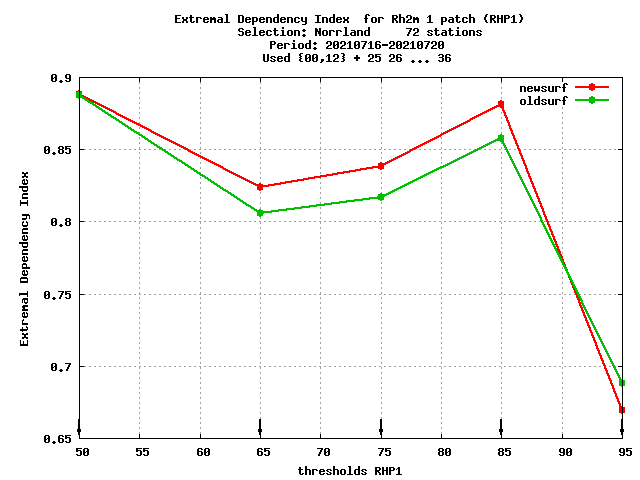 Extremal Dependency Index  for Rh2m 1 patch (RHP1)
Selection: Norrland     72 stations
Period: 20210716-20210720
Used {00,12} + 25 26 ... 36
newsurf
oldsurf
0.9
0.85
0.8
0.75
0.7
0.65
Extremal Dependency Index
50 55 60 65 70 75 80 85 90 95
thresholds RHP1